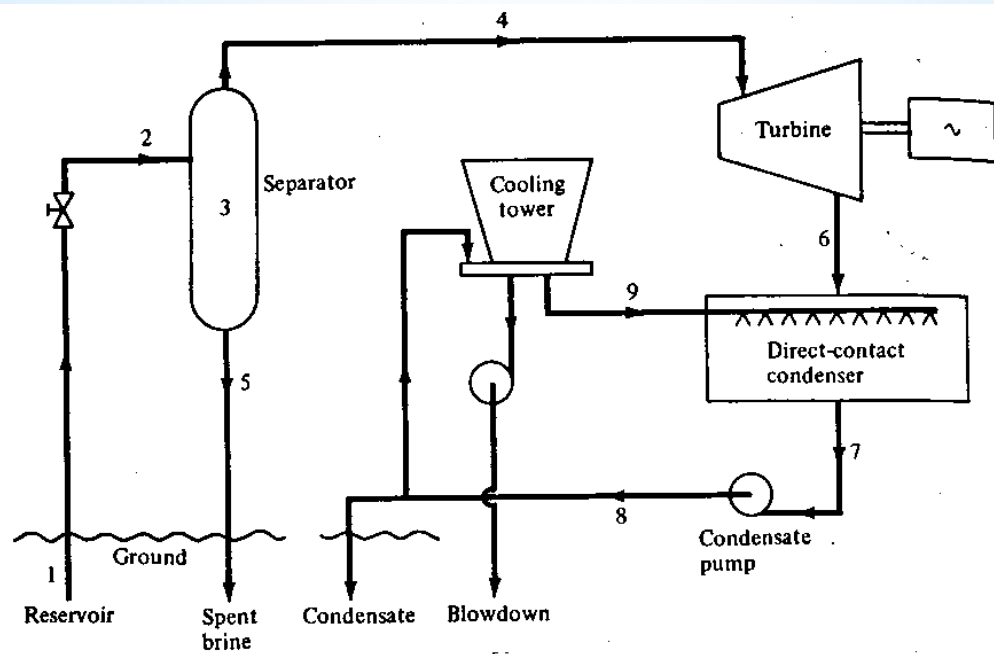 4
2
Turbine
~
Separator
Cooling
tower
3
6
9
Direct-contact
condenser
5
7
8
Condensate
pump
Ground
1
Reservoir
Spent
brine
Condensate
Blowdown